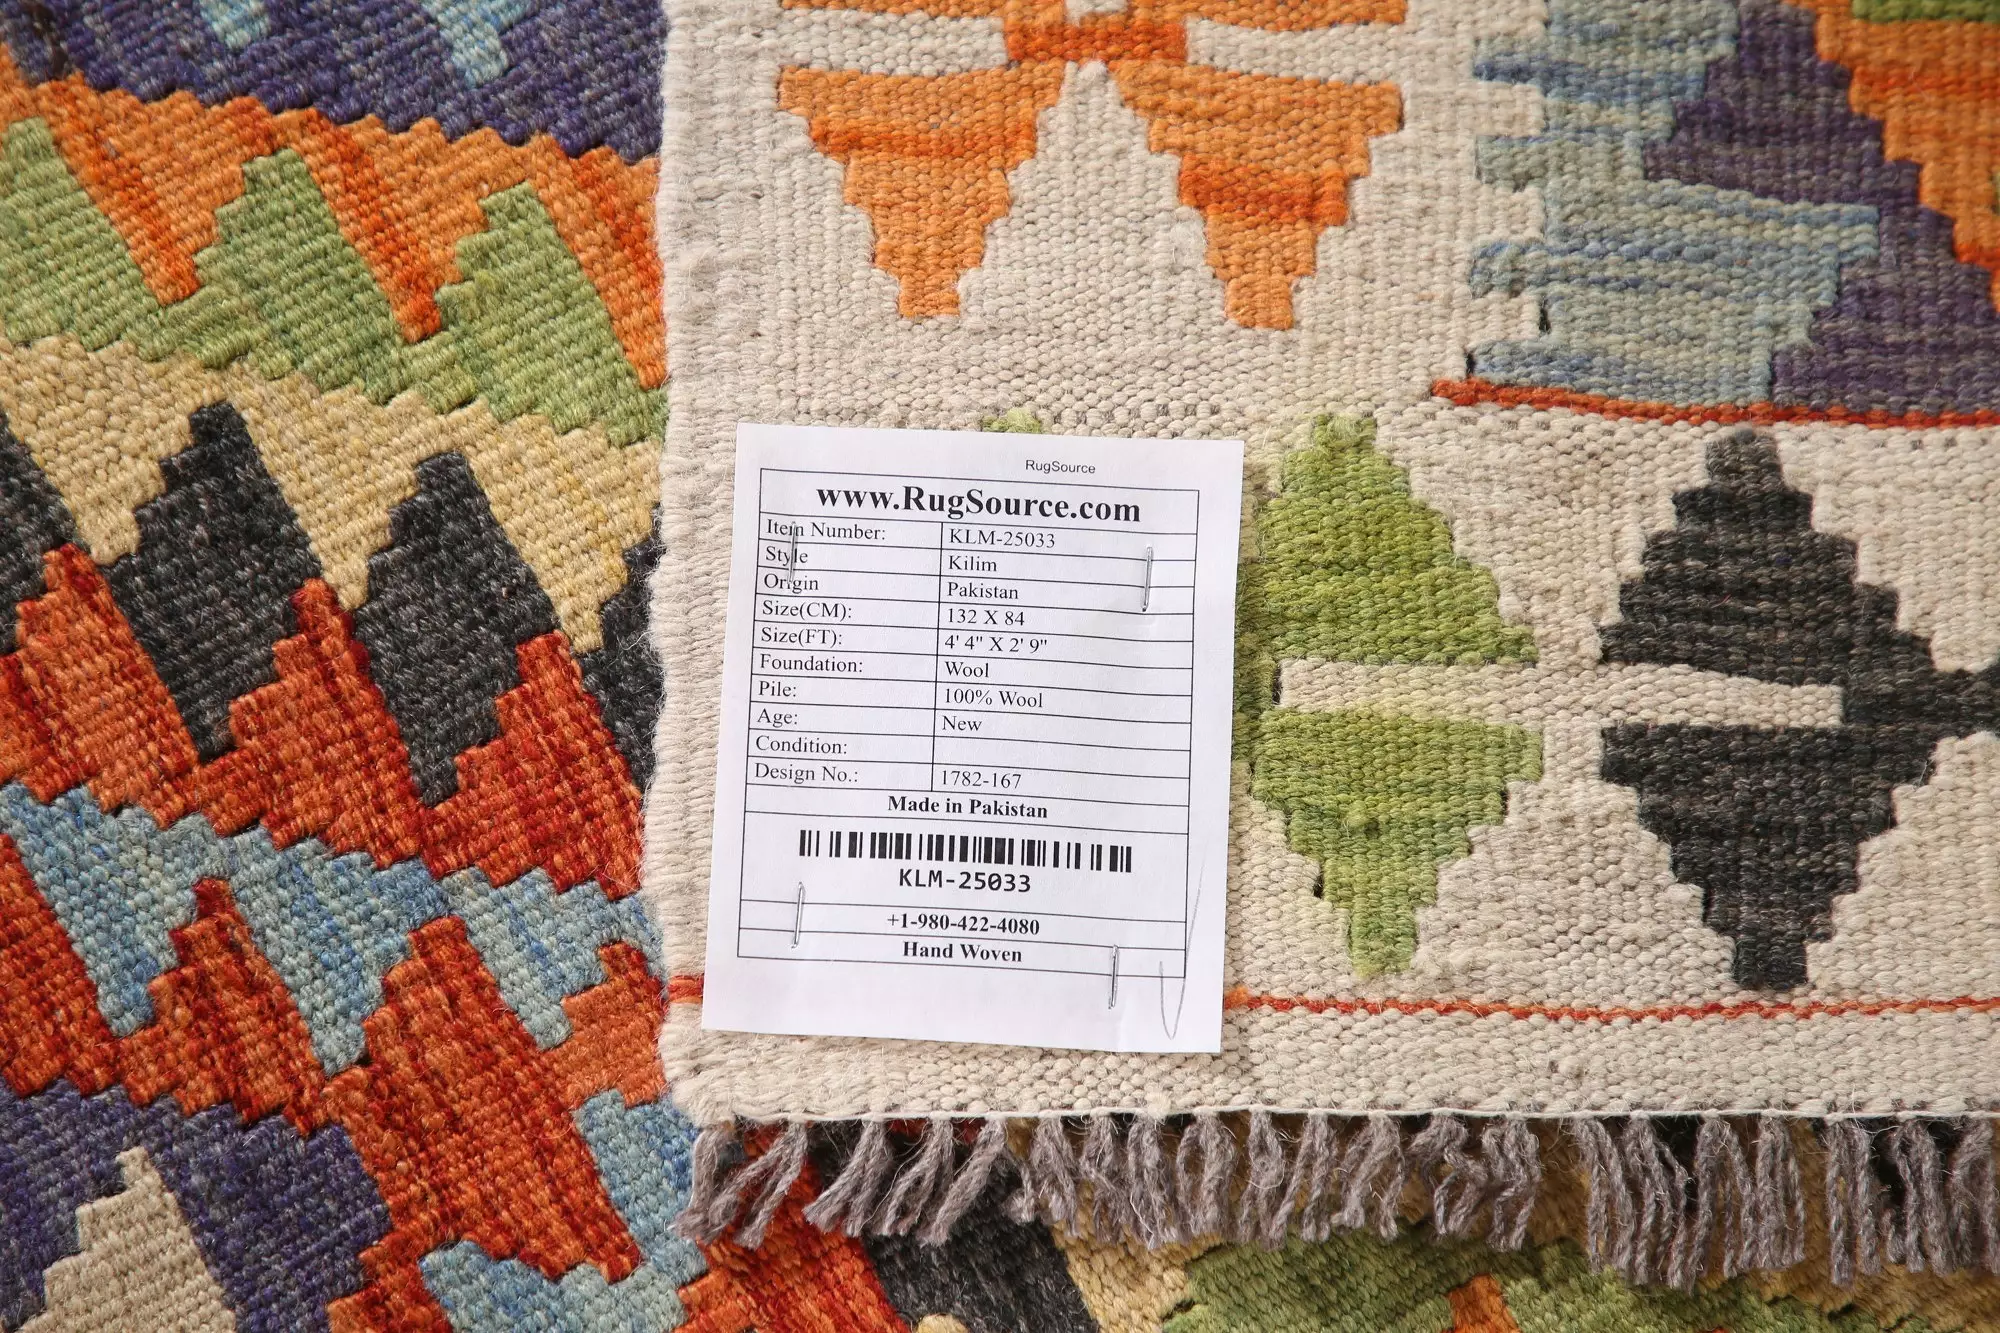 RugSource
www.RugSource.com
Item Number: KLM-25033
Style Kilim
Origin Pakistan
Size(CM): 132 X 84
Size(FT): 4' 4" X 2' 9"
Foundation: Wool
Pile: 100% Wool
Age: New
Condition:
Design No.: 1782-167
Made in Pakistan
KLM-25033
+1-980-422-4080
Hand Woven